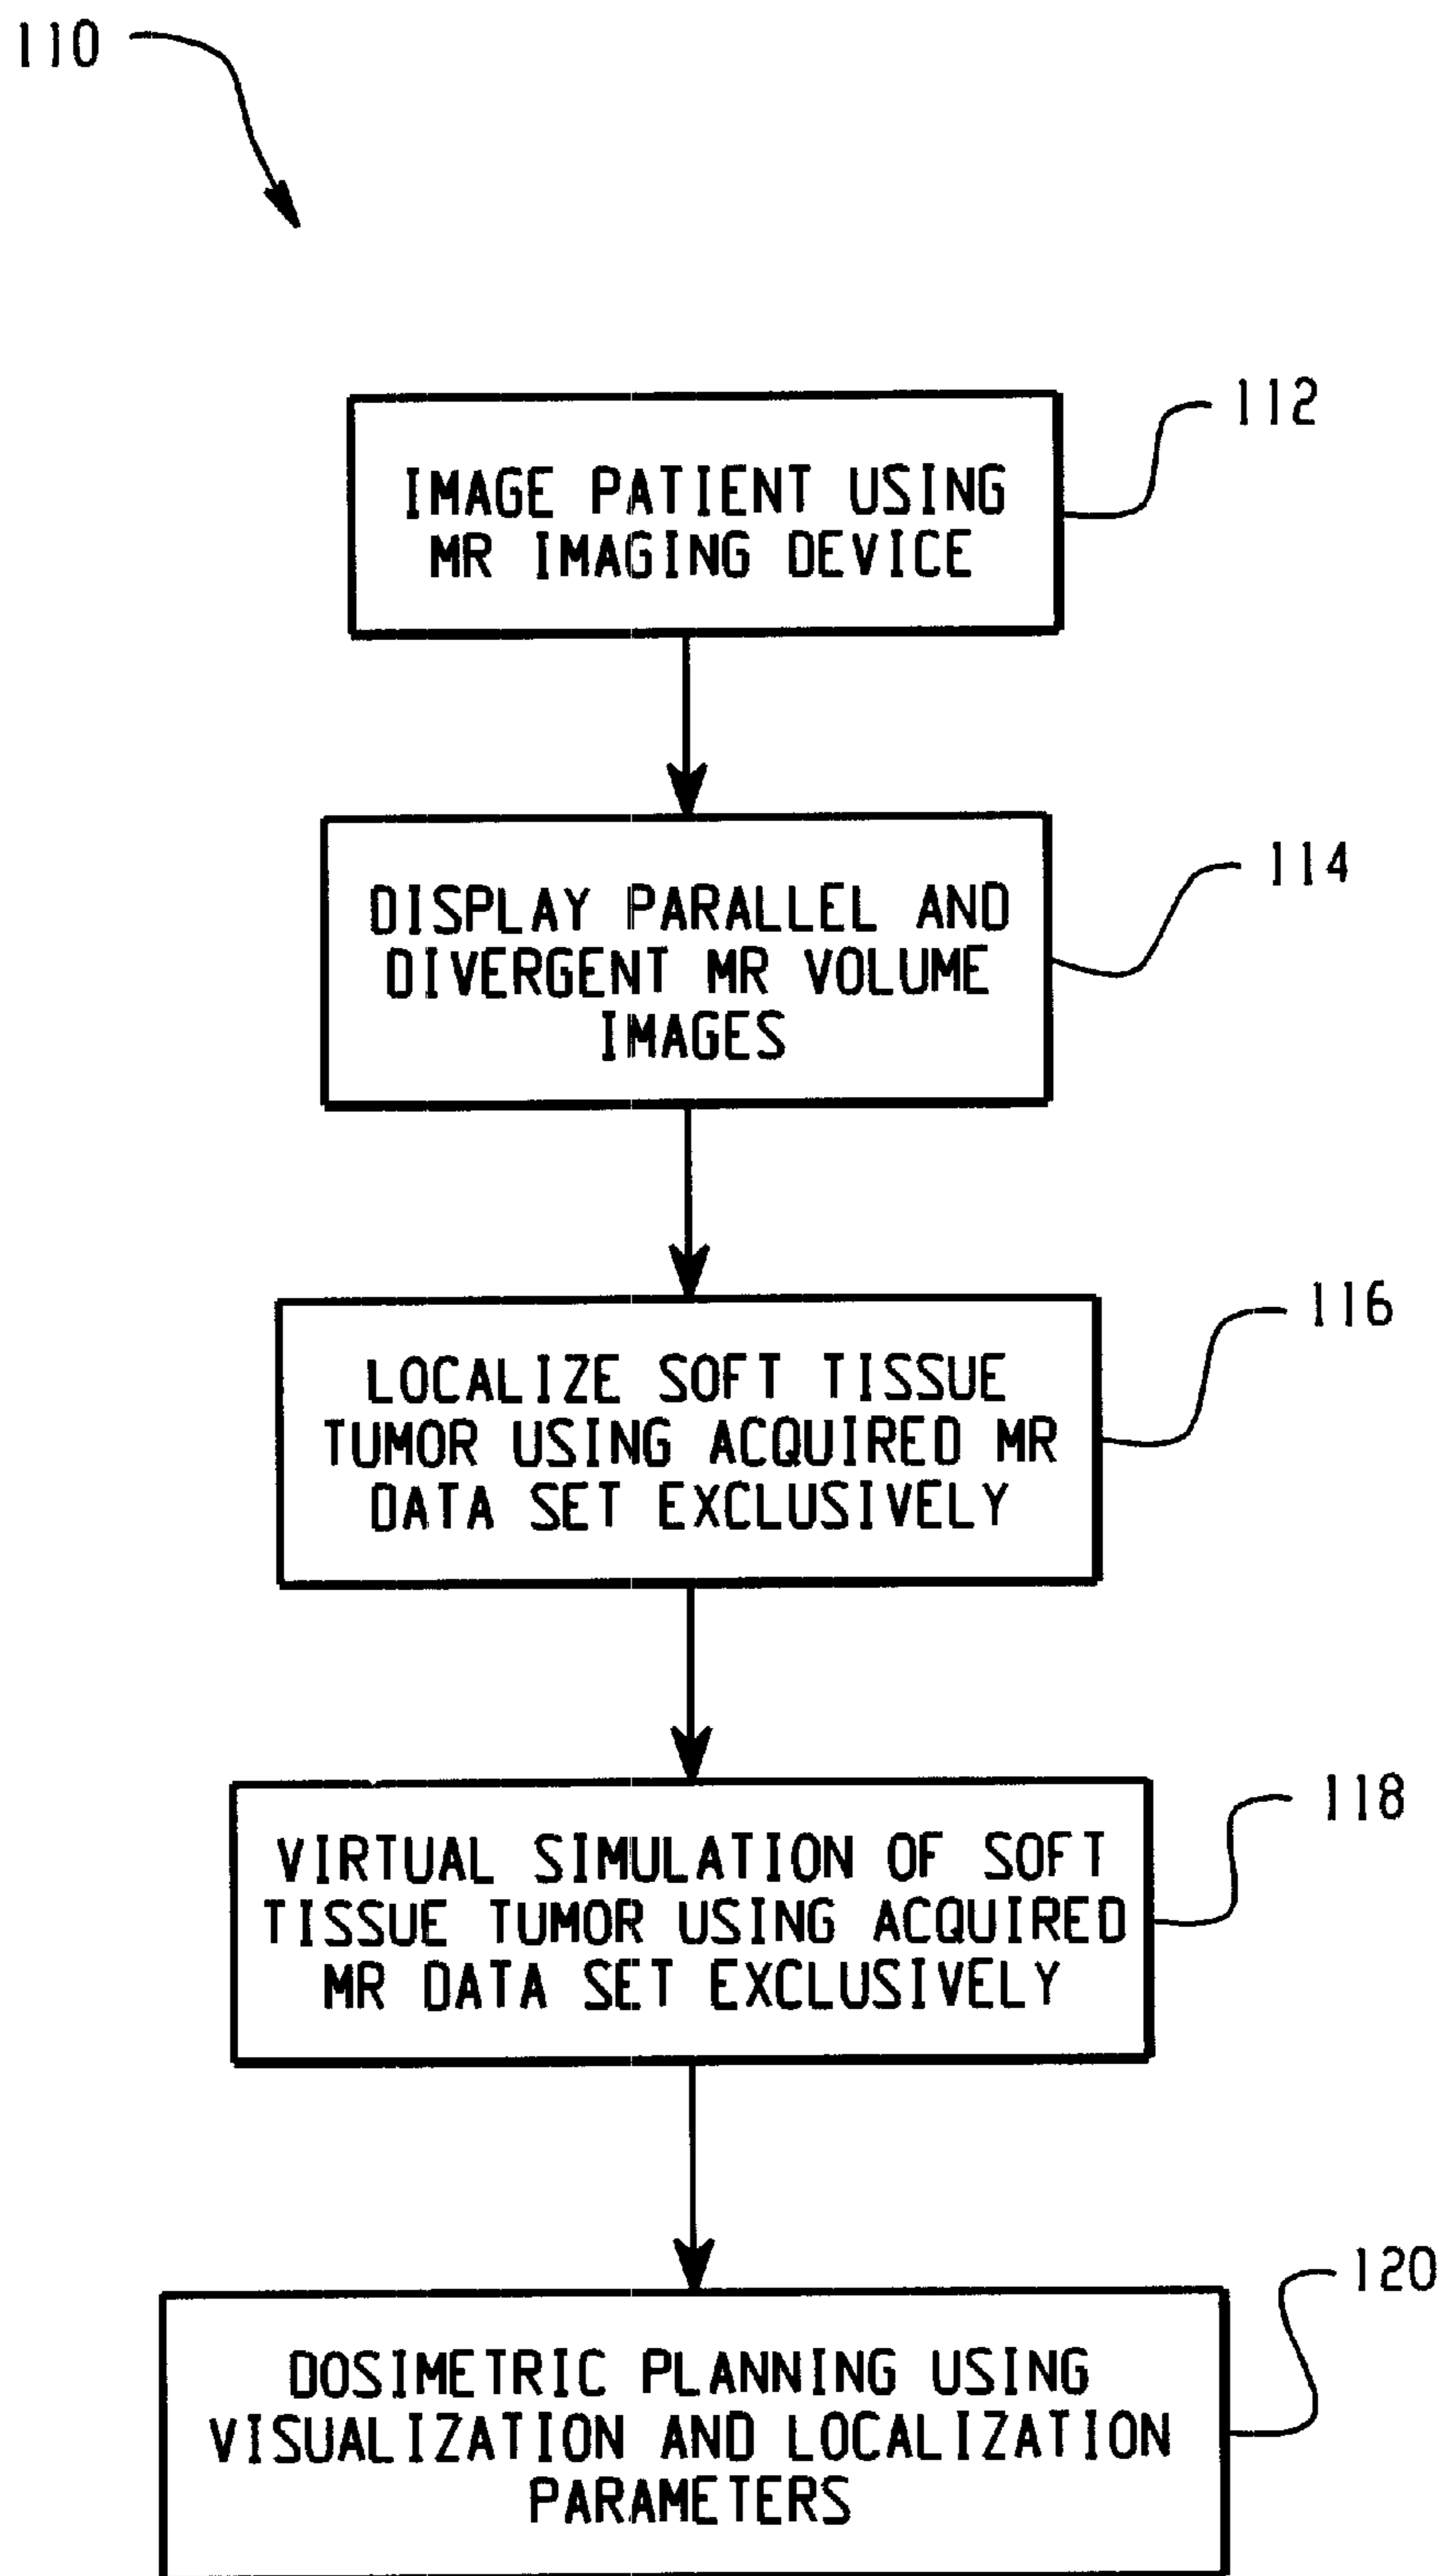 110
112
IMAGE PATIENT USING
MR IMAGING DEVICE
114
DISPLAY PARALLEL AND
DIVERGENT MR VOLUME
IMAGES
116
LOCALIZE SOFT TISSUE
TUMOR USING ACQUIRED MR
DATA SET EXCLUSIVELY
118
VIRTUAL SIMULATION OF SOFT
TISSUE TUMOR USING ACQUIRED
MR DATA SET EXCLUSIVELY
120
DOSIMETRIC PLANNING USING
VISUALIZATION AND LOCALIZATION
PARAMETERS